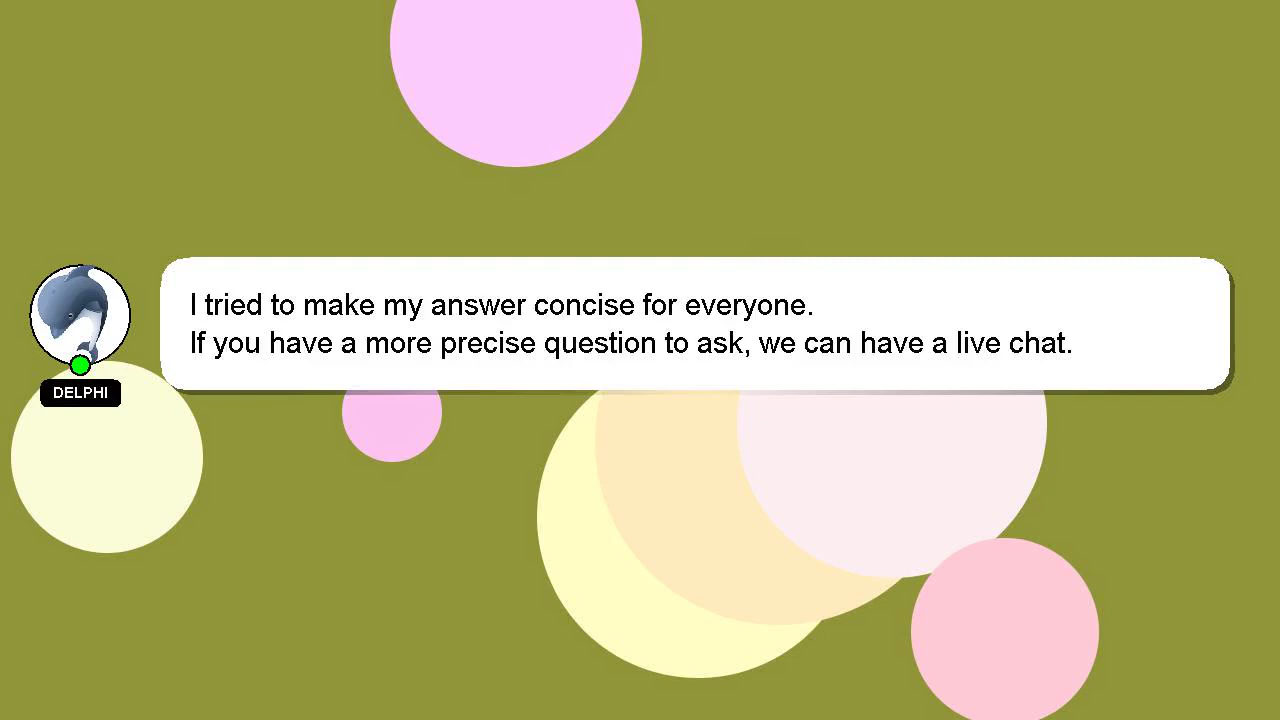 I tried to make my answer concise for everyone.
If you have a more precise question to ask, we can have a live chat.
DELPHI